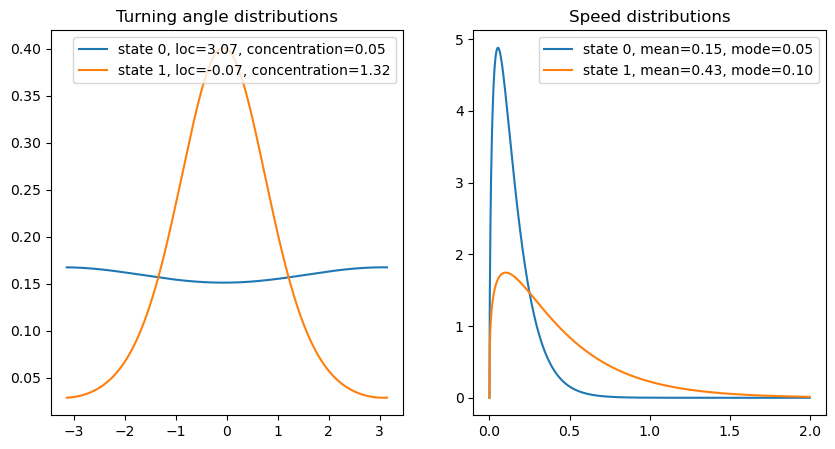 Turning angle distributions
state 0, loc=3.07, concentration=0.05
state 1, loc=-0.07, concentration=1.32
0.40
0.35
0.30
0.25
0.20
0.15
0.10
0.05
−3 −2 −1 0 1 2 3
Speed distributions
state 0, mean=0.15, mode=0.05
state 1, mean=0.43, mode=0.10
5
4
3
2
1
0
0.0 0.5 1.0 1.5 2.0